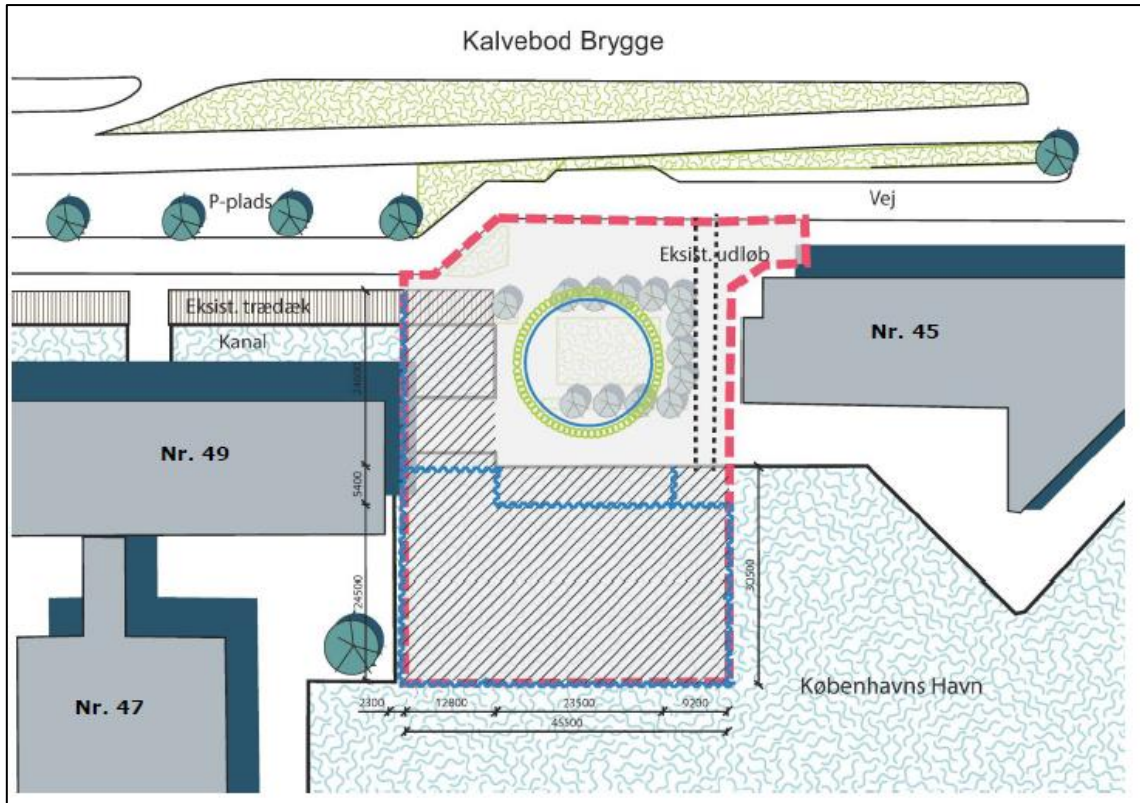 Kalvebod Brygge
P-plads
Vej
Eksist. udløb
Eksist. trædæk
Kanal
Nr. 45
Nr. 49
5400
24500
30500
Københavns Havn
Nr. 47
2300
12800
23500
9200
45500